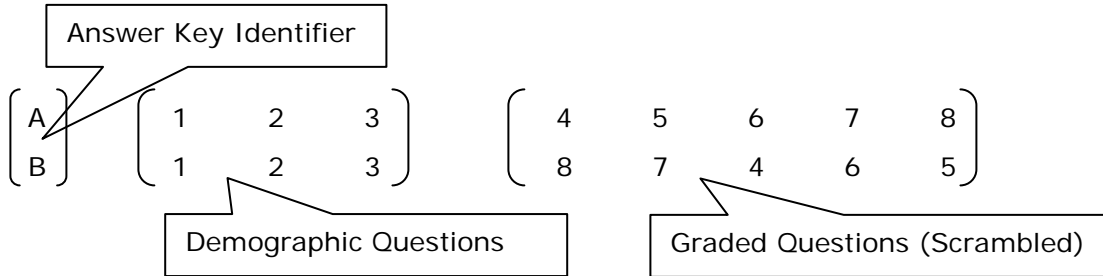 Answer Key Identifier
A 1 2 3 4 5 6 7 8
B 1 2 3 8 7 4 6 5
Demographic Questions
Graded Questions (Scrambled)